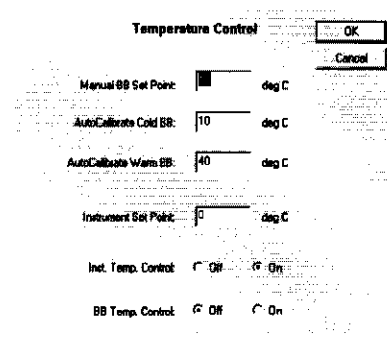 Temperature Control
OK
Cancel
Manual BB Set Point:
deg C
AutoCalibrate Cold BB: 10 deg C
AutoCalibrate Warm BB: 40 deg C
Instrument Set Point: 0 deg C
Inst. Temp. Control: Off On
BB Temp. Control: Off On